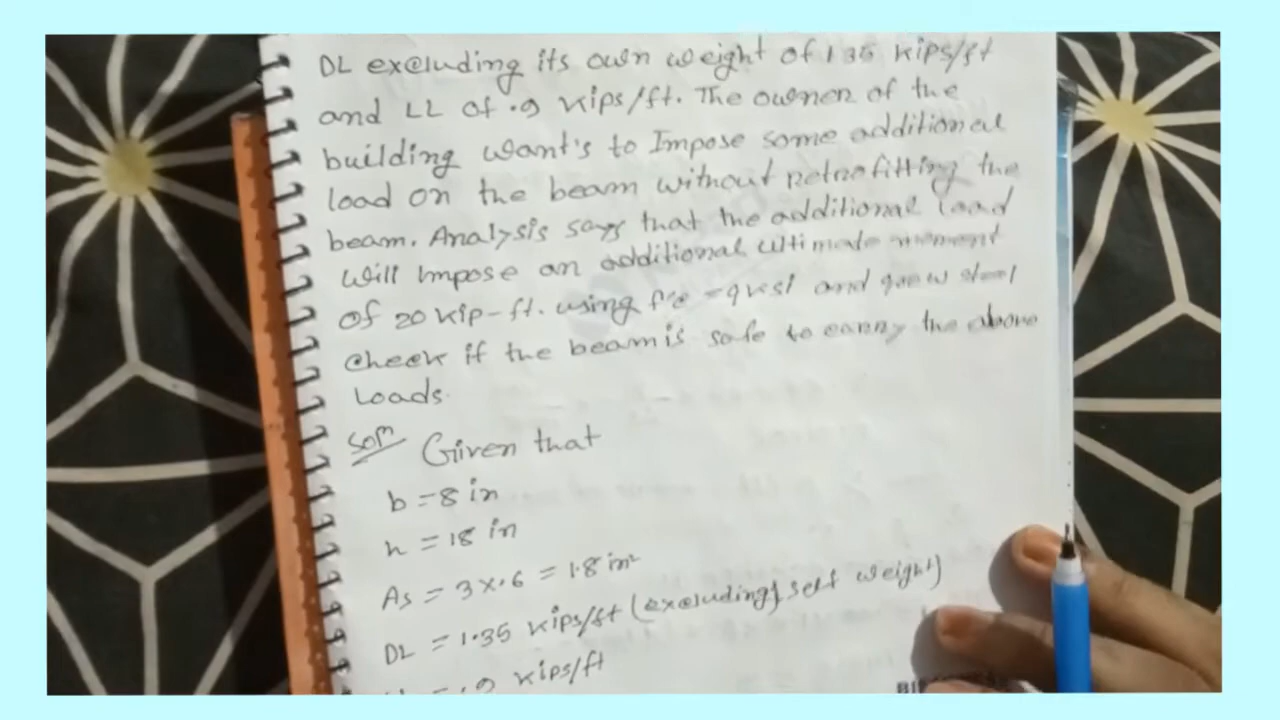 DL excluding its own weight of 1.35 kips/ft
and LL of .9 kips/ft. The owner of the
building want's to Impose some additional
load on the beam without retrofitting the
beam. Analysis says that the additional load
will Impose an additional ultimate moment
of 20 kip-ft. using and steel
check if the beam is safe to carry the above
Loads.
Soln Given that
b = 8 in
h = 18 in
As = 3 x .6 = 1.8 in²
DL = 1.35 kips/ft (excluding self weight)
= .9 kips/ft